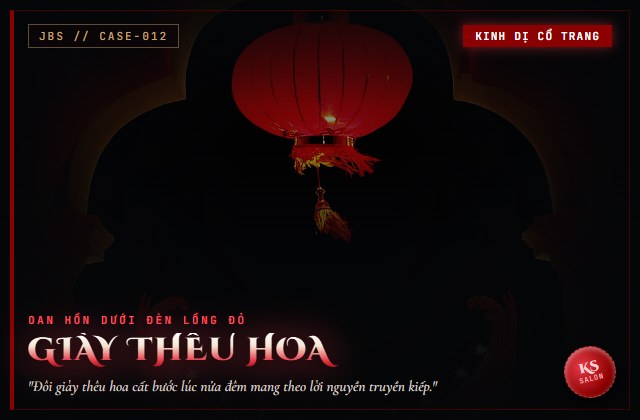 JBS // CASE-012
KINH DỊ CỔ TRANG
OAN HỒN DƯỚI ĐÈN LỒNG ĐỎ
GIÀY THÊU HOA
"Đôi giày thêu hoa cất bước lúc nửa đêm mang theo lời nguyền truyền kiếp."
KS
SALON